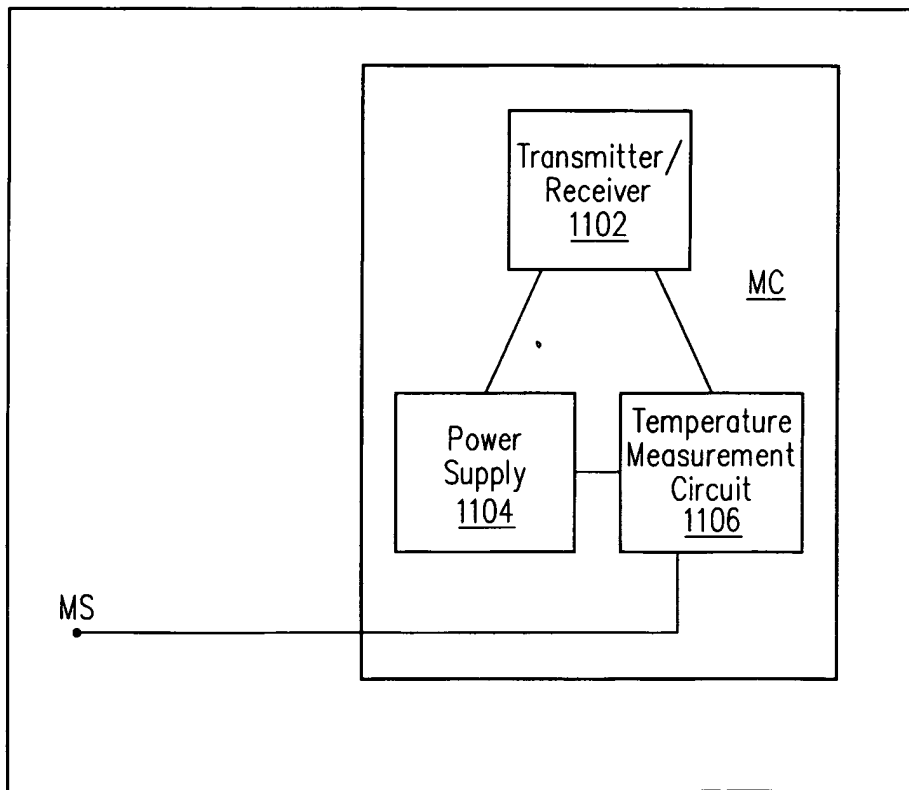 Transmitter/
Receiver
1102
MC
Power
Supply
1104
Temperature
Measurement
Circuit
1106
MS